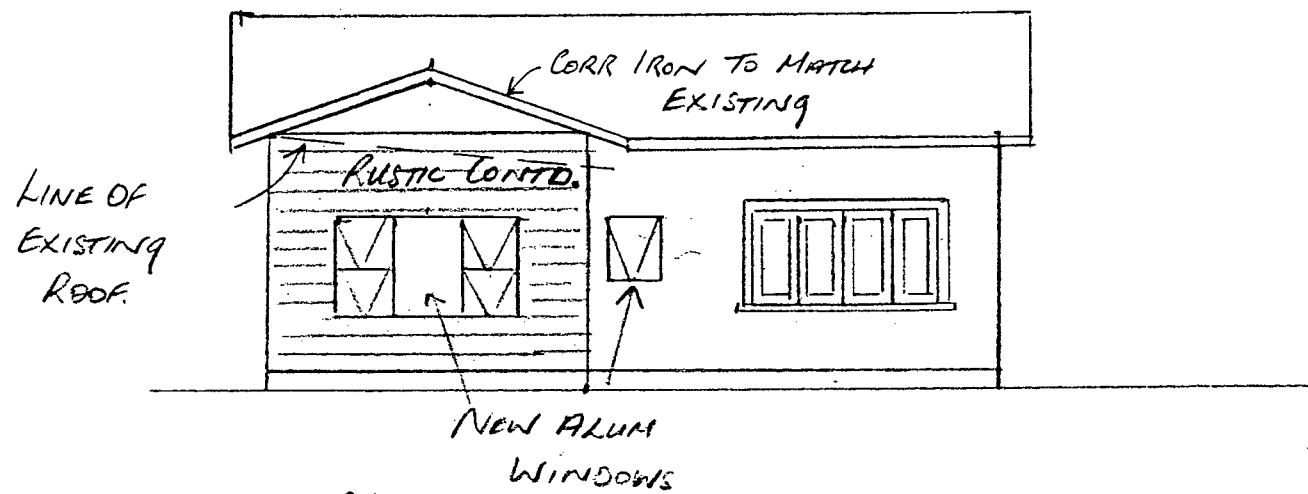 CORR IRON TO MATCH
EXISTING
RUSTIC CONTD.
LINE OF
EXISTING
ROOF.
NEW ALUM
WINDOWS